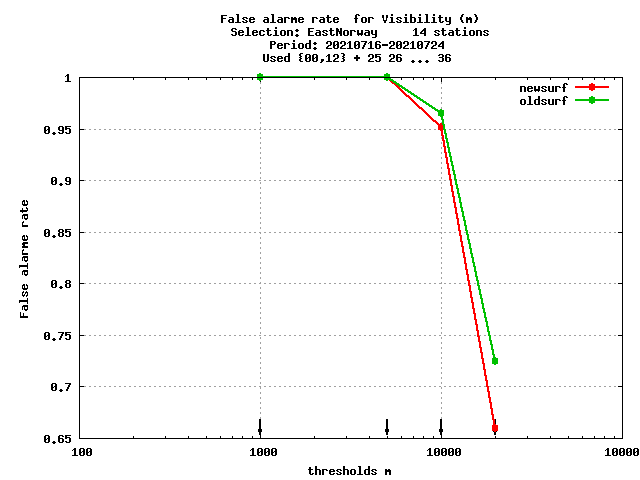 False alarme rate  for Visibility (m)
Selection: EastNorway     14 stations
Period: 20210716-20210724
Used {00,12} + 25 26 ... 36
newsurf
oldsurf
1
0.95
0.9
0.85
0.8
0.75
0.7
0.65
False alarme rate
100 1000 10000 10000
thresholds m